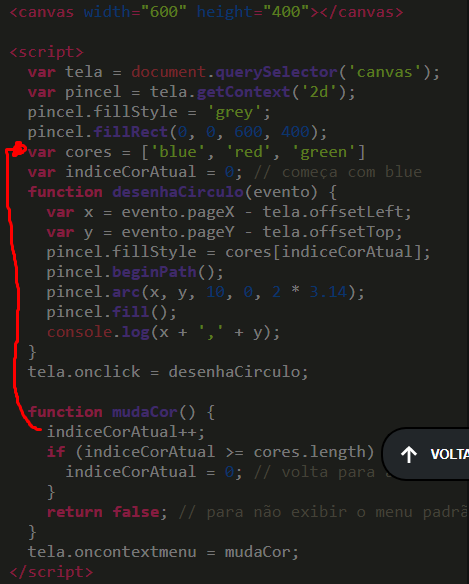 <canvas width="600" height="400"></canvas>
<script>
var tela = document.querySelector('canvas');
var pincel = tela.getContext('2d');
pincel.fillStyle = 'grey';
pincel.fillRect(0, 0, 600, 400);
var cores = ['blue', 'red', 'green']
var indiceCorAtual = 0; // começa com blue
function desenhaCirculo(evento) {
var x = evento.pageX - tela.offsetLeft;
var y = evento.pageY - tela.offsetTop;
pincel.fillStyle = cores[indiceCorAtual];
pincel.beginPath();
pincel.arc(x, y, 10, 0, 2 * 3.14);
pincel.fill();
console.log(x + ',' + y);
}
tela.onclick = desenhaCirculo;
function mudaCor() {
indiceCorAtual++;
if (indiceCorAtual >= cores.length)
indiceCorAtual = 0; // volta para
VOLTA
}
return false; // para não exibir o menu padrã
}
tela.oncontextmenu = mudaCor;
</script>